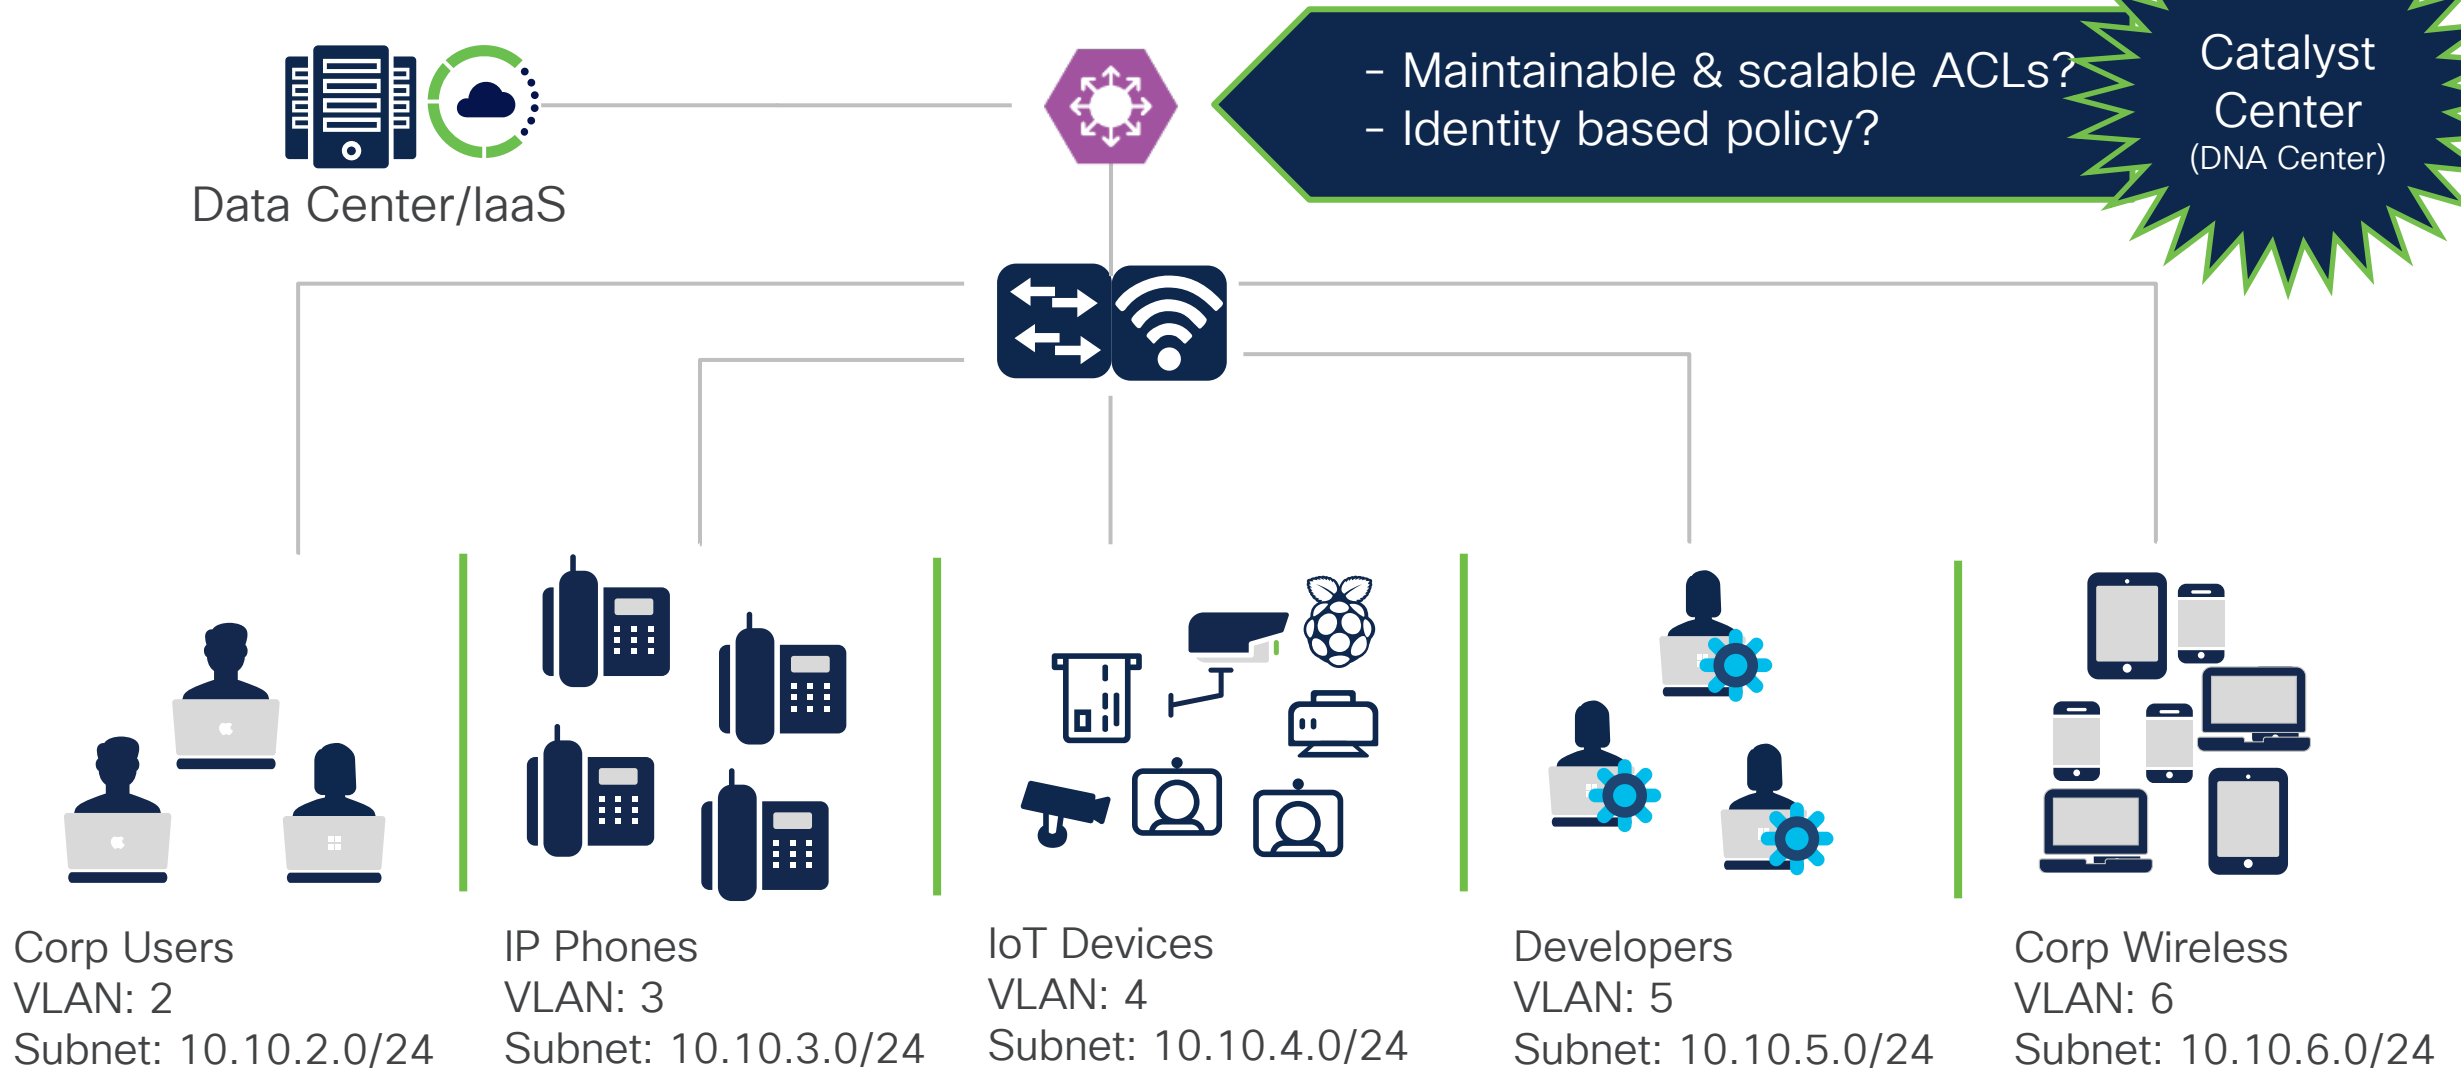 - Maintainable & scalable ACLs?
- Identity based policy?
Catalyst
Center
(DNA Center)
Data Center/IaaS
Corp Users
VLAN: 2
Subnet: 10.10.2.0/24
IP Phones
VLAN: 3
Subnet: 10.10.3.0/24
IoT Devices
VLAN: 4
Subnet: 10.10.4.0/24
Developers
VLAN: 5
Subnet: 10.10.5.0/24
Corp Wireless
VLAN: 6
Subnet: 10.10.6.0/24